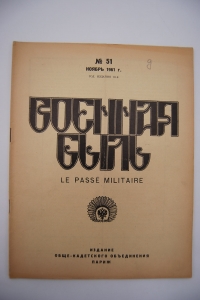 № 51
НОЯБРЬ 1961 г.
ВОЕННАЯ
БЫЛЬ
LE PASSÉ MILITAIRE
ИЗДАНИЕ
ОБЩЕ-КАДЕТСКОГО ОБЪЕДИНЕНИЯ
ПАРИЖ